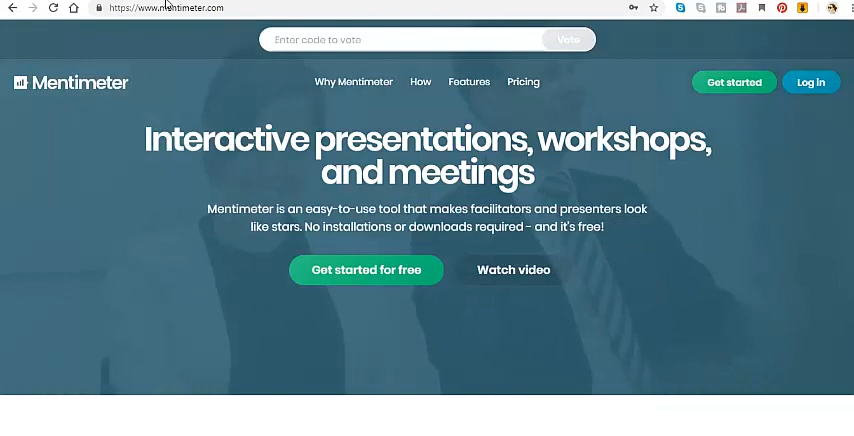 https://www.mentimeter.com
Enter code to vote
Vote
Mentimeter
Why Mentimeter
How
Features
Pricing
Get started
Log in
Interactive presentations, workshops,
and meetings
Mentimeter is an easy-to-use tool that makes facilitators and presenters look
like stars. No installations or downloads required - and it's free!
Get started for free
Watch video